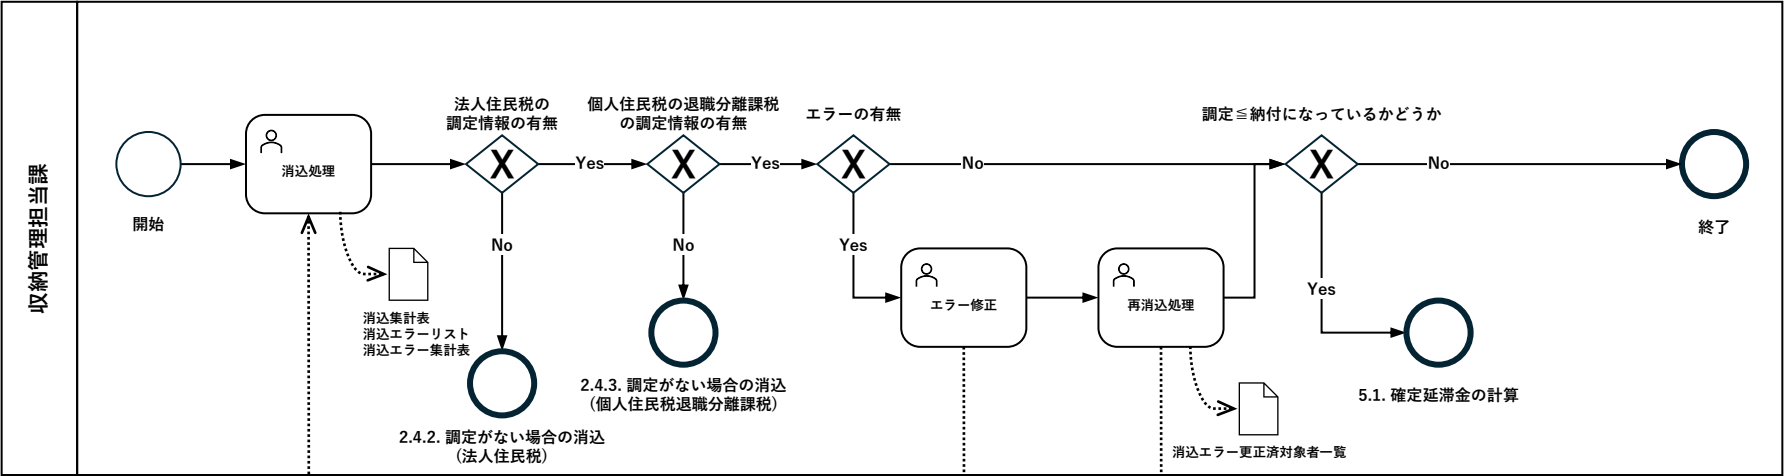 収納管理担当課
開始
消込処理
消込集計表
消込エラーリスト
消込エラー集計表
法人住民税の
調定情報の有無
X
Yes
No
2.4.2. 調定がない場合の消込
(法人住民税)
個人住民税の退職分離課税
の調定情報の有無
X
Yes
No
2.4.3. 調定がない場合の消込
(個人住民税退職分離課税)
エラーの有無
X
No
Yes
エラー修正
再消込処理
消込エラー更正済対象者一覧
調定≦納付になっているかどうか
X
No
Yes
5.1. 確定延滞金の計算
終了